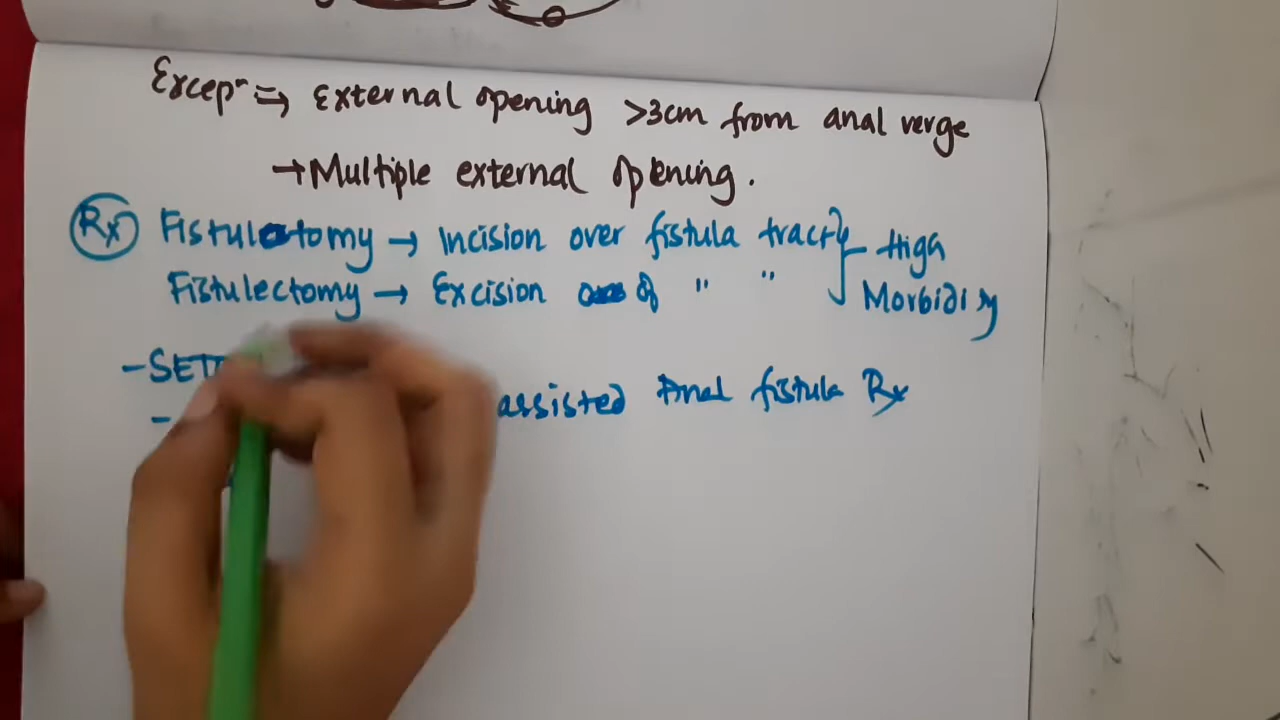 Excepⁿ => External opening >3cm from anal verge
→ Multiple external opening.
Rx Fistulotomy → Incision over fistula tract } High
Fistulectomy → Excision of " " } Morbidity
- SET
- assisted Anal fistula Rx